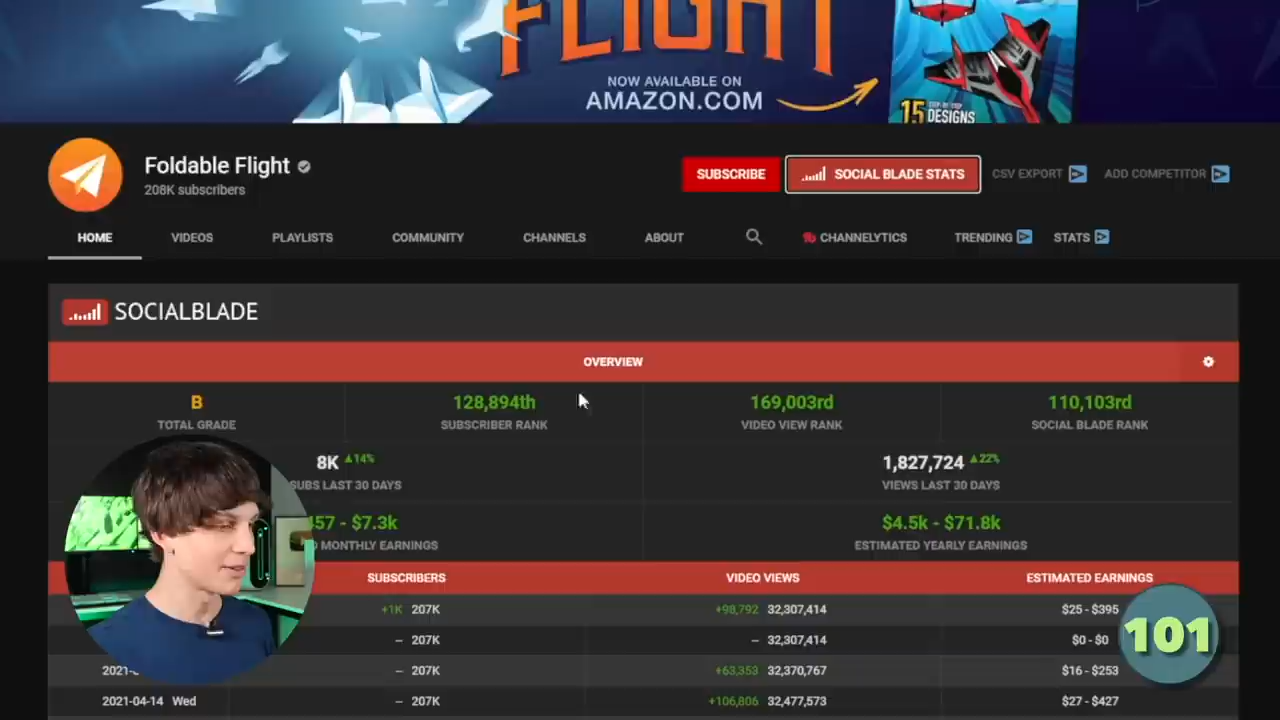 FLIGHT
NOW AVAILABLE ON
AMAZON.COM
15 STEP-BY-STEP
DESIGNS
Foldable Flight
208K subscribers
SUBSCRIBE
SOCIAL BLADE STATS
CSV EXPORT
ADD COMPETITOR
HOME
VIDEOS
PLAYLISTS
COMMUNITY
CHANNELS
ABOUT
CHANNELYTICS
TRENDING
STATS
SOCIALBLADE
OVERVIEW
B
128,894th
169,003rd
110,103rd
TOTAL GRADE
SUBSCRIBER RANK
VIDEO VIEW RANK
SOCIAL BLADE RANK
8K ▲14%
1,827,724 ▲22%
SUBS LAST 30 DAYS
VIEWS LAST 30 DAYS
457 - $7.3k
$4.5k - $71.8k
MONTHLY EARNINGS
ESTIMATED YEARLY EARNINGS
SUBSCRIBERS
VIDEO VIEWS
ESTIMATED EARNINGS
+1K 207K
+98,792 32,307,414
$25 - $395
-- 207K
-- 32,307,414
$0 - $0
101
2021-
-- 207K
+63,353 32,370,767
$16 - $253
2021-04-14 Wed
-- 207K
+106,806 32,477,573
$27 - $427